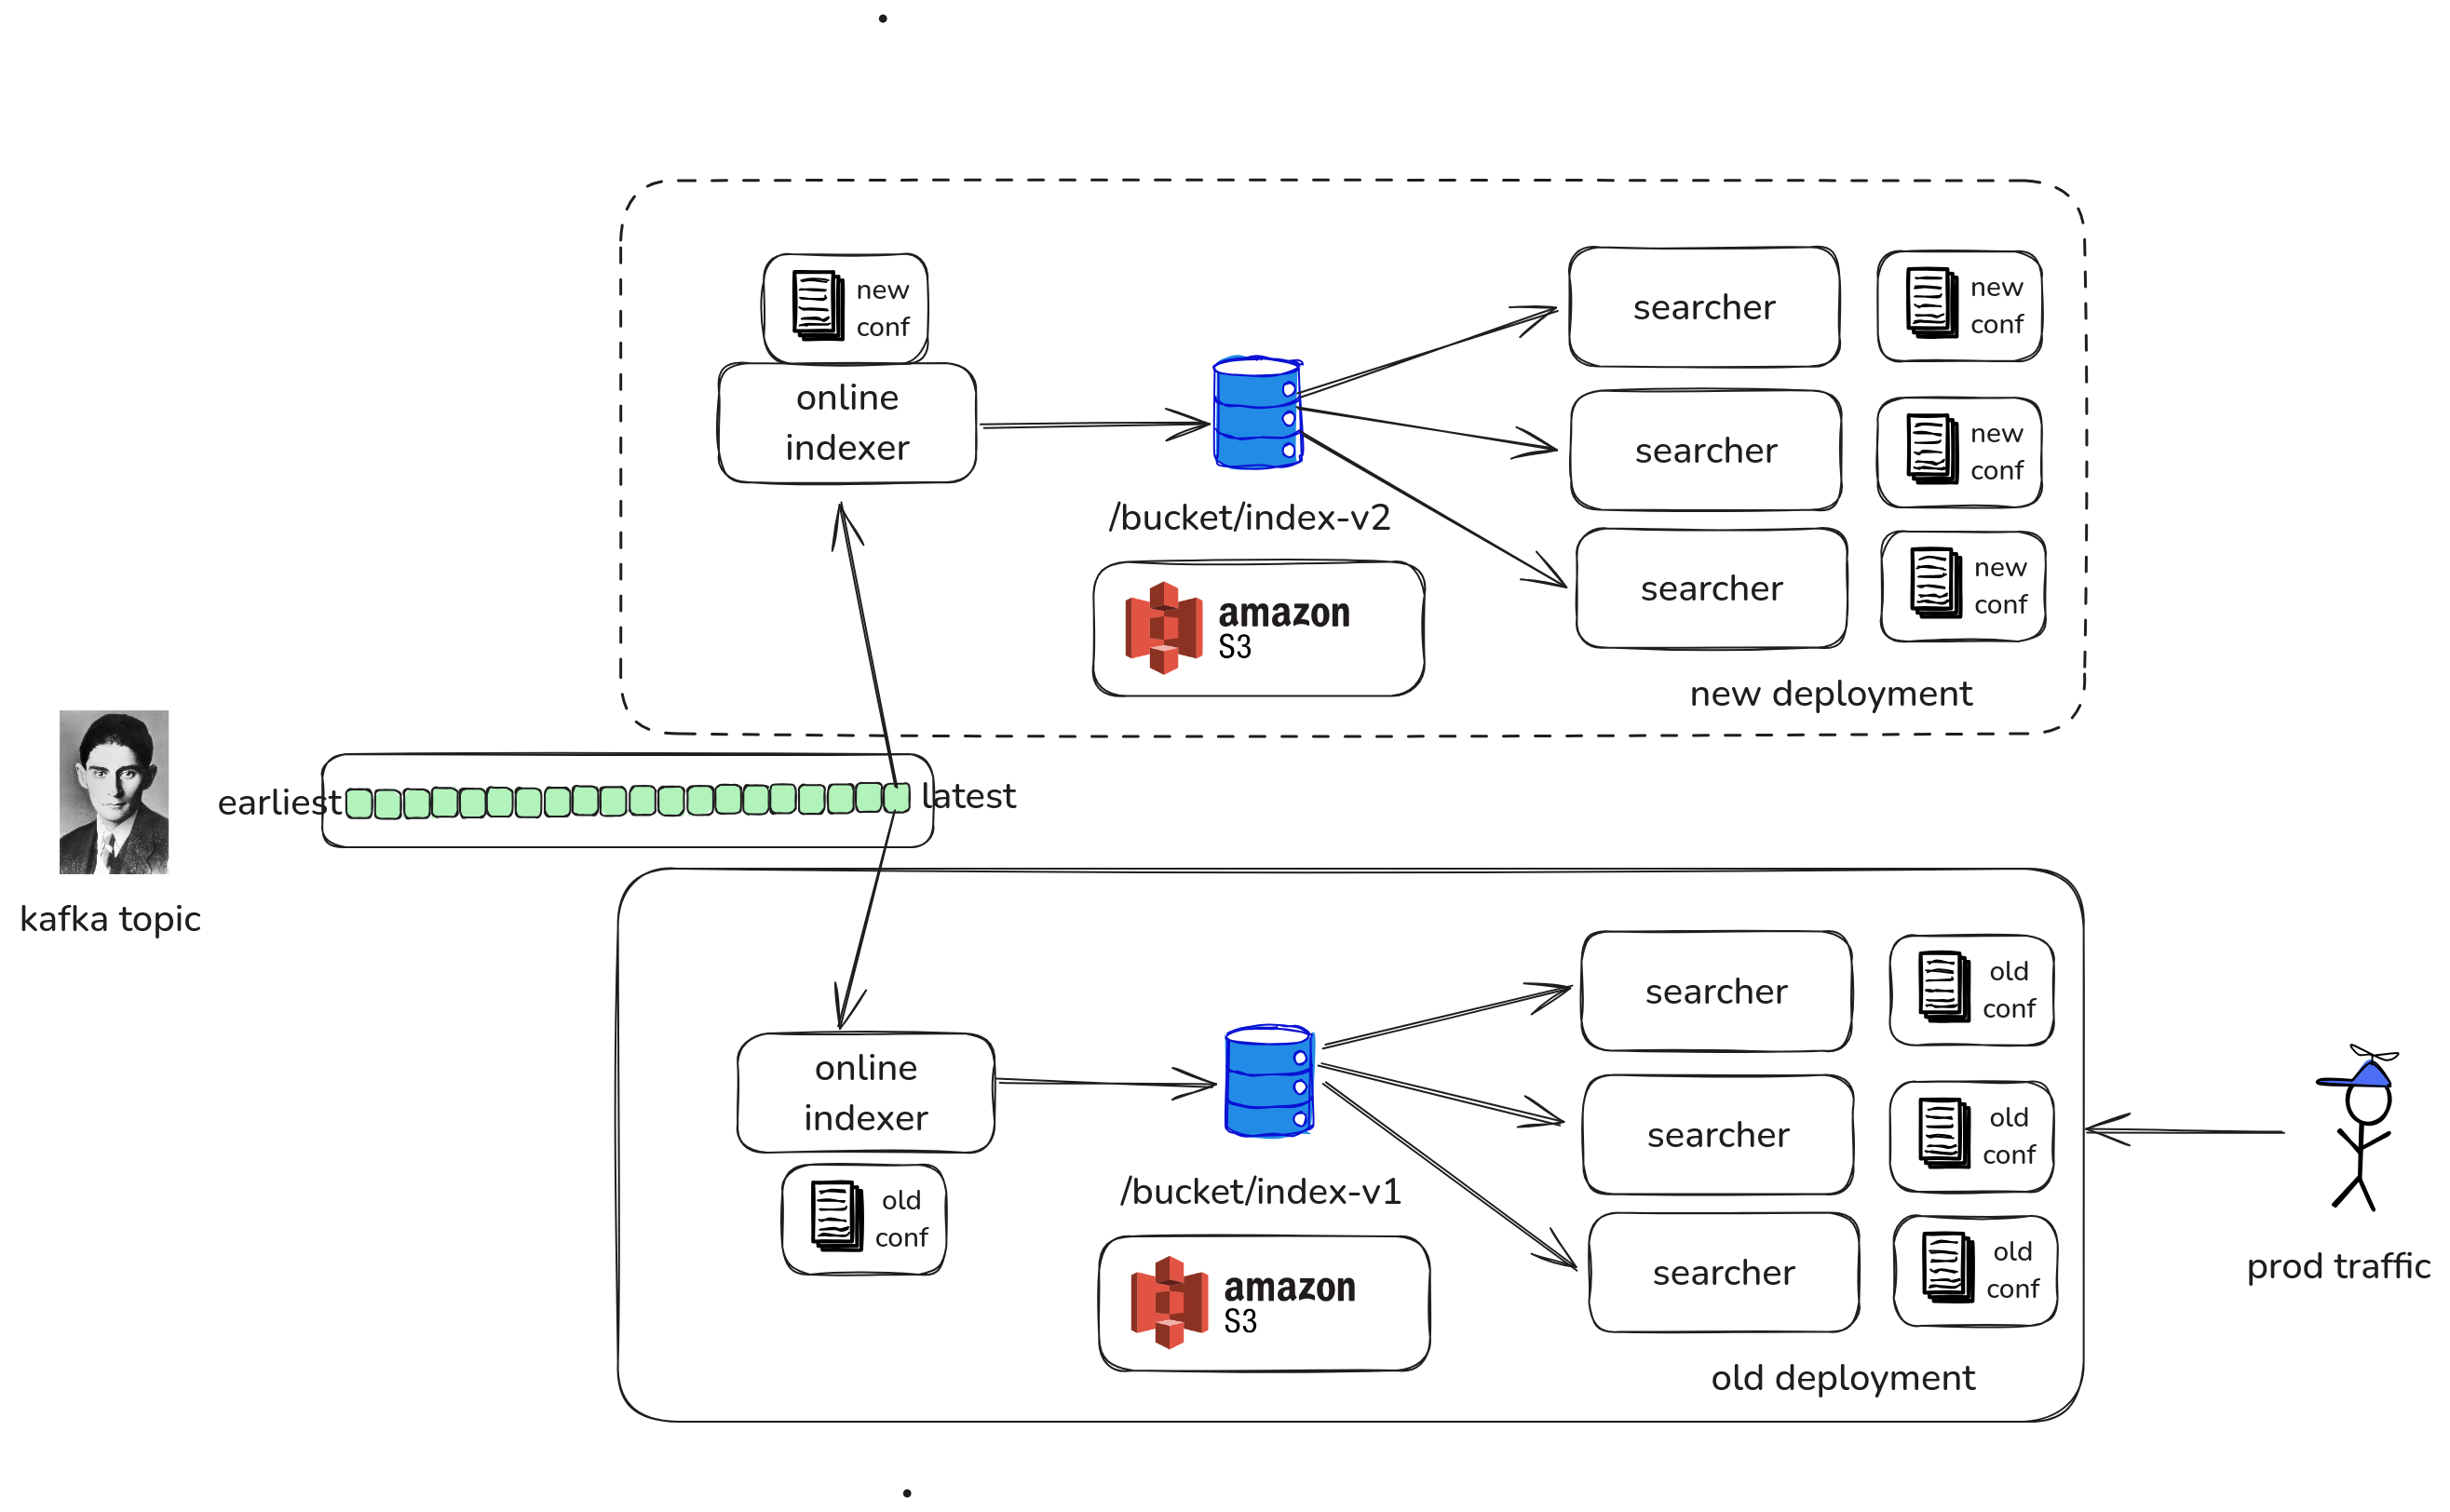 new
conf
online
indexer
/bucket/index-v2
amazon
S3
searcher
new
conf
searcher
new
conf
searcher
new
conf
new deployment
kafka topic
earliest
latest
online
indexer
old
conf
/bucket/index-v1
amazon
S3
searcher
old
conf
searcher
old
conf
searcher
old
conf
old deployment
prod traffic